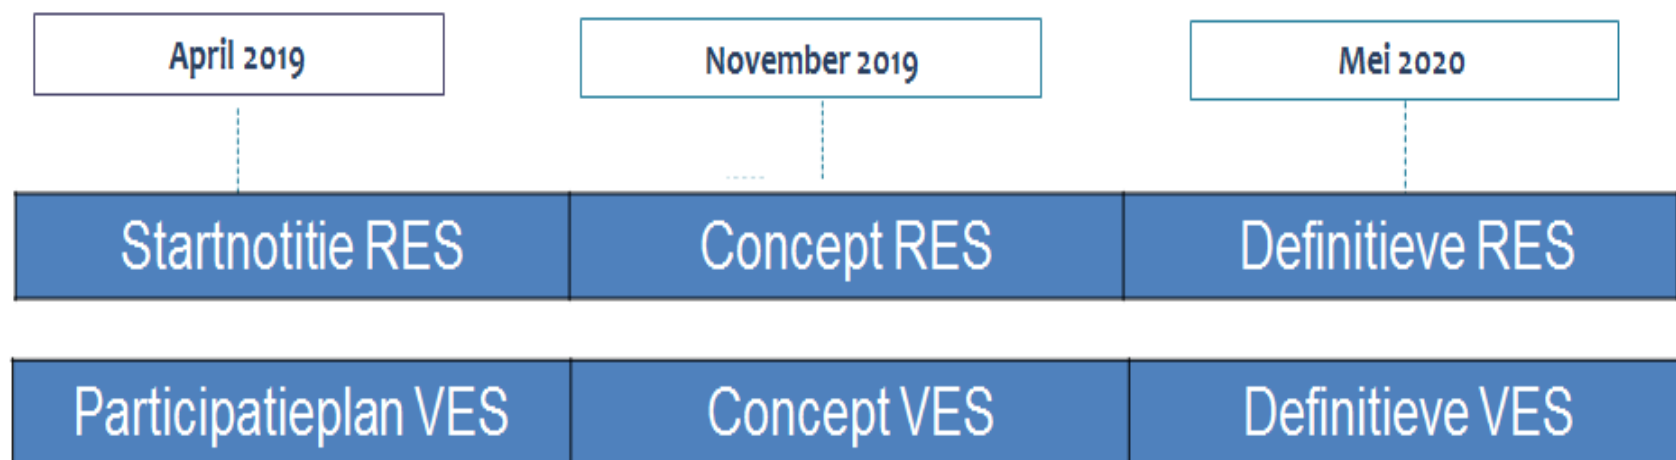 April 2019
November 2019
Mei 2020
Startnotitie RES
Concept RES
Definitieve RES
Participatieplan VES
Concept VES
Definitieve VES